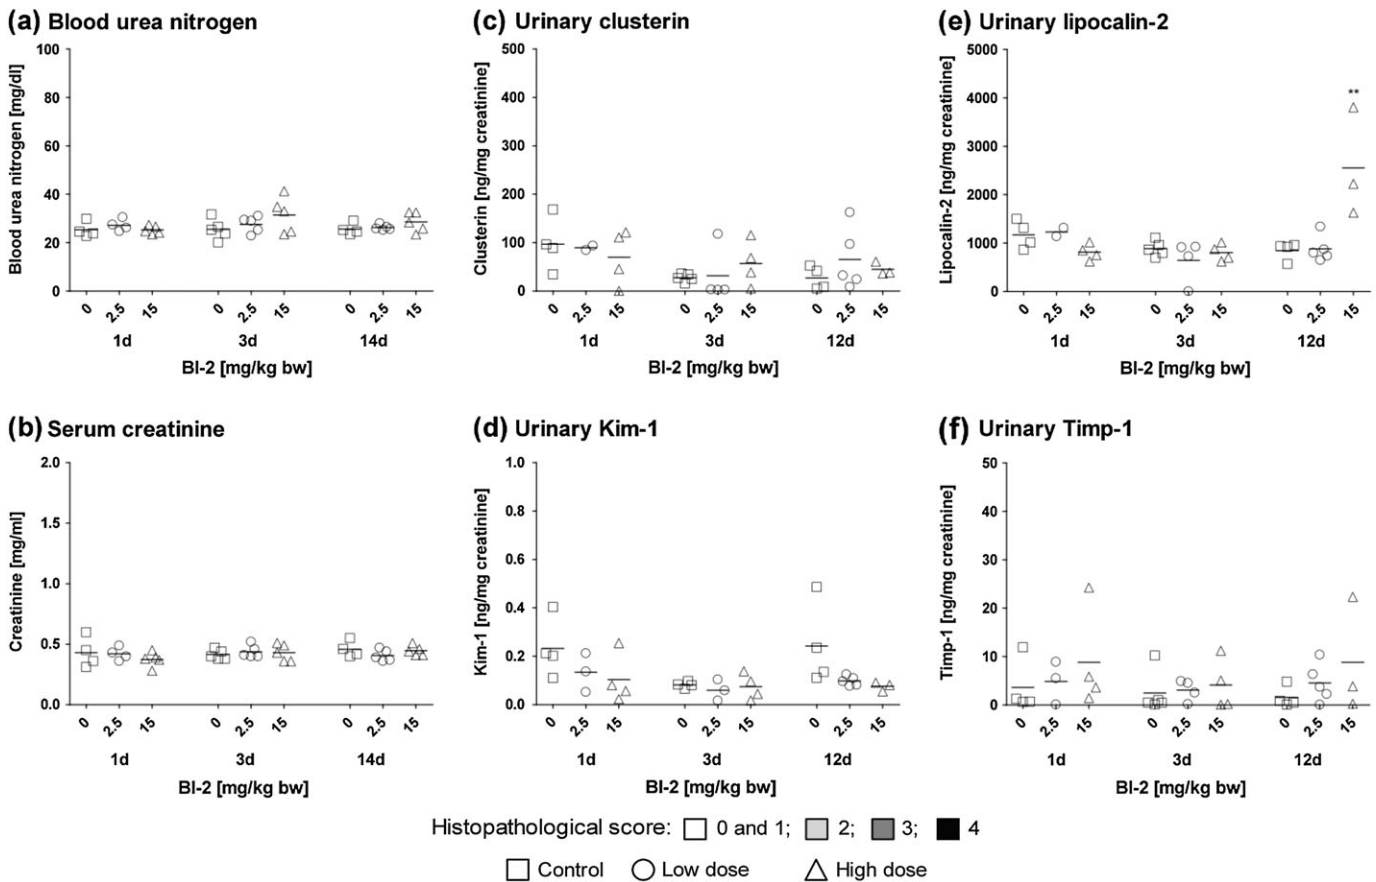 (a) Blood urea nitrogen
Blood urea nitrogen [mg/dl]
100
80
60
40
20
0
0 2.5 15 0 2.5 15 0 2.5 15
1d 3d 14d
BI-2 [mg/kg bw]
(c) Urinary clusterin
Clusterin [ng/mg creatinine]
500
400
300
200
100
0
0 2.5 15 0 2.5 15 0 2.5 15
1d 3d 12d
BI-2 [mg/kg bw]
(e) Urinary lipocalin-2
Lipocalin-2 [ng/mg creatinine]
5000
4000
3000
2000
1000
0
**
0 2.5 15 0 2.5 15 0 2.5 15
1d 3d 12d
BI-2 [mg/kg bw]
(b) Serum creatinine
Creatinine [mg/ml]
2.0
1.5
1.0
0.5
0.0
0 2.5 15 0 2.5 15 0 2.5 15
1d 3d 14d
BI-2 [mg/kg bw]
(d) Urinary Kim-1
Kim-1 [ng/mg creatinine]
1.0
0.8
0.6
0.4
0.2
0.0
0 2.5 15 0 2.5 15 0 2.5 15
1d 3d 12d
BI-2 [mg/kg bw]
(f) Urinary Timp-1
Timp-1 [ng/mg creatinine]
50
40
30
20
10
0
0 2.5 15 0 2.5 15 0 2.5 15
1d 3d 12d
BI-2 [mg/kg bw]
Histopathological score: 0 and 1; 2; 3; 4
Control Low dose High dose